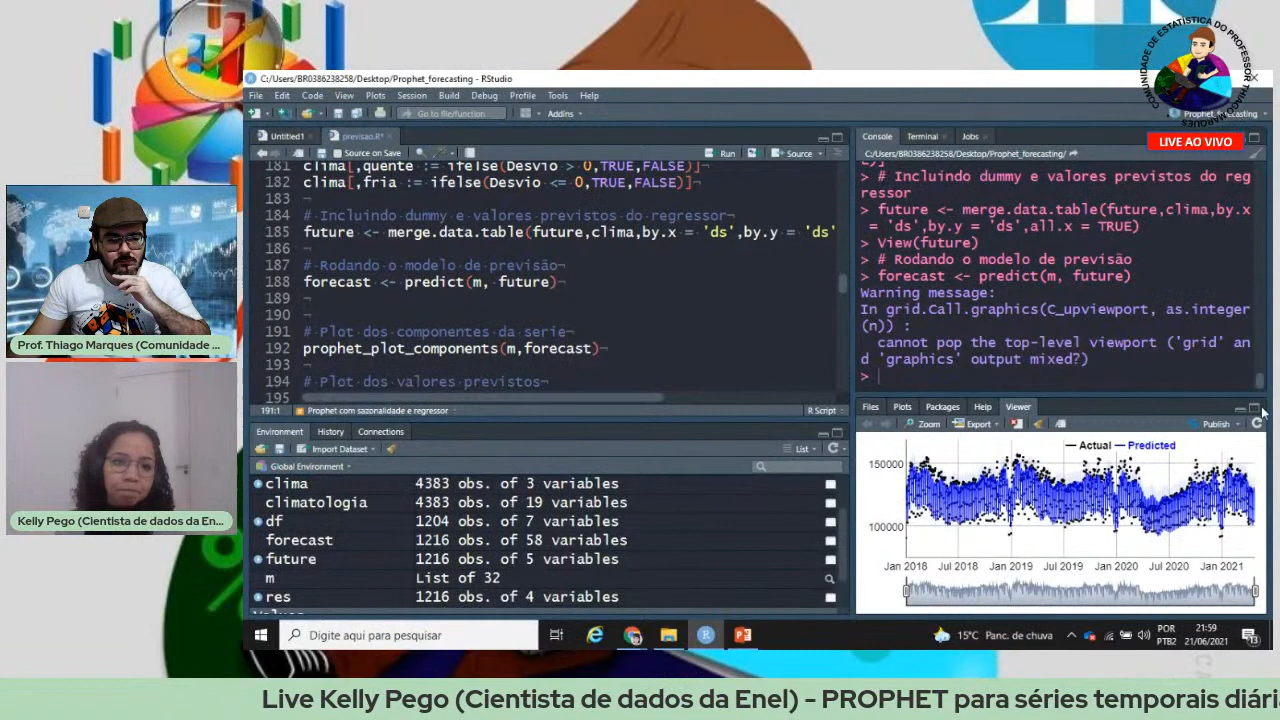 COMUNIDADE DE ESTATÍSTICA DO PROFESSOR THIAGO MARQUES
LIVE AO VIVO
C:/Users/BR0386238258/Desktop/Prophet_forecasting - RStudio
File Edit Code View Plots Session Build Debug Profile Tools Help
Go to file/function Addins Prophet_forecasting
Untitled1 previsao.R*
Source on Save Run Source
181 clima[,quente := ifelse(Desvio > 0,TRUE,FALSE)]¬
182 clima[,fria := ifelse(Desvio <= 0,TRUE,FALSE)]¬
183
184 # Incluindo dummy e valores previstos do regressor¬
185 future <- merge.data.table(future,clima,by.x = 'ds',by.y = 'ds'
186 ¬
187 #Rodando o modelo de previsão¬
188 forecast <- predict(m, future)¬
189 ¬
190 ¬
191 # Plot dos componentes da serie¬
192 prophet_plot_components(m,forecast)¬
193 ¬
194 # Plot dos valores previstos¬
195
191:1 Prophet com sazonalidade e regressor R Script
Console Terminal Jobs
C:/Users/BR0386238258/Desktop/Prophet_forecasting/
> # Incluindo dummy e valores previstos do reg
ressor
> future <- merge.data.table(future,clima,by.x
= 'ds',by.y = 'ds',all.x = TRUE)
> View(future)
> # Rodando o modelo de previsão
> forecast <- predict(m, future)
Warning message:
In grid.Call.graphics(C_upviewport, as.integer
(n)) :
cannot pop the top-level viewport ('grid' an
d 'graphics' output mixed?)
>
Environment History Connections
Import Dataset List
Global Environment
clima 4383 obs. of 3 variables
climatologia 4383 obs. of 19 variables
df 1204 obs. of 7 variables
forecast 1216 obs. of 58 variables
future 1216 obs. of 5 variables
m List of 32
res 1216 obs. of 4 variables
Values
Files Plots Packages Help Viewer
Zoom Export Publish
Actual Predicted
150000
100000
Jan 2018 Jul 2018 Jan 2019 Jul 2019 Jan 2020 Jul 2020 Jan 2021
Prof. Thiago Marques (Comunidade ...
Kelly Pego (Cientista de dados da En...
Digite aqui para pesquisar
15°C Panc. de chuva
POR
PTB2
21:59
21/06/2021
13
Live Kelly Pego (Cientista de dados da Enel) - PROPHET para séries temporais diári